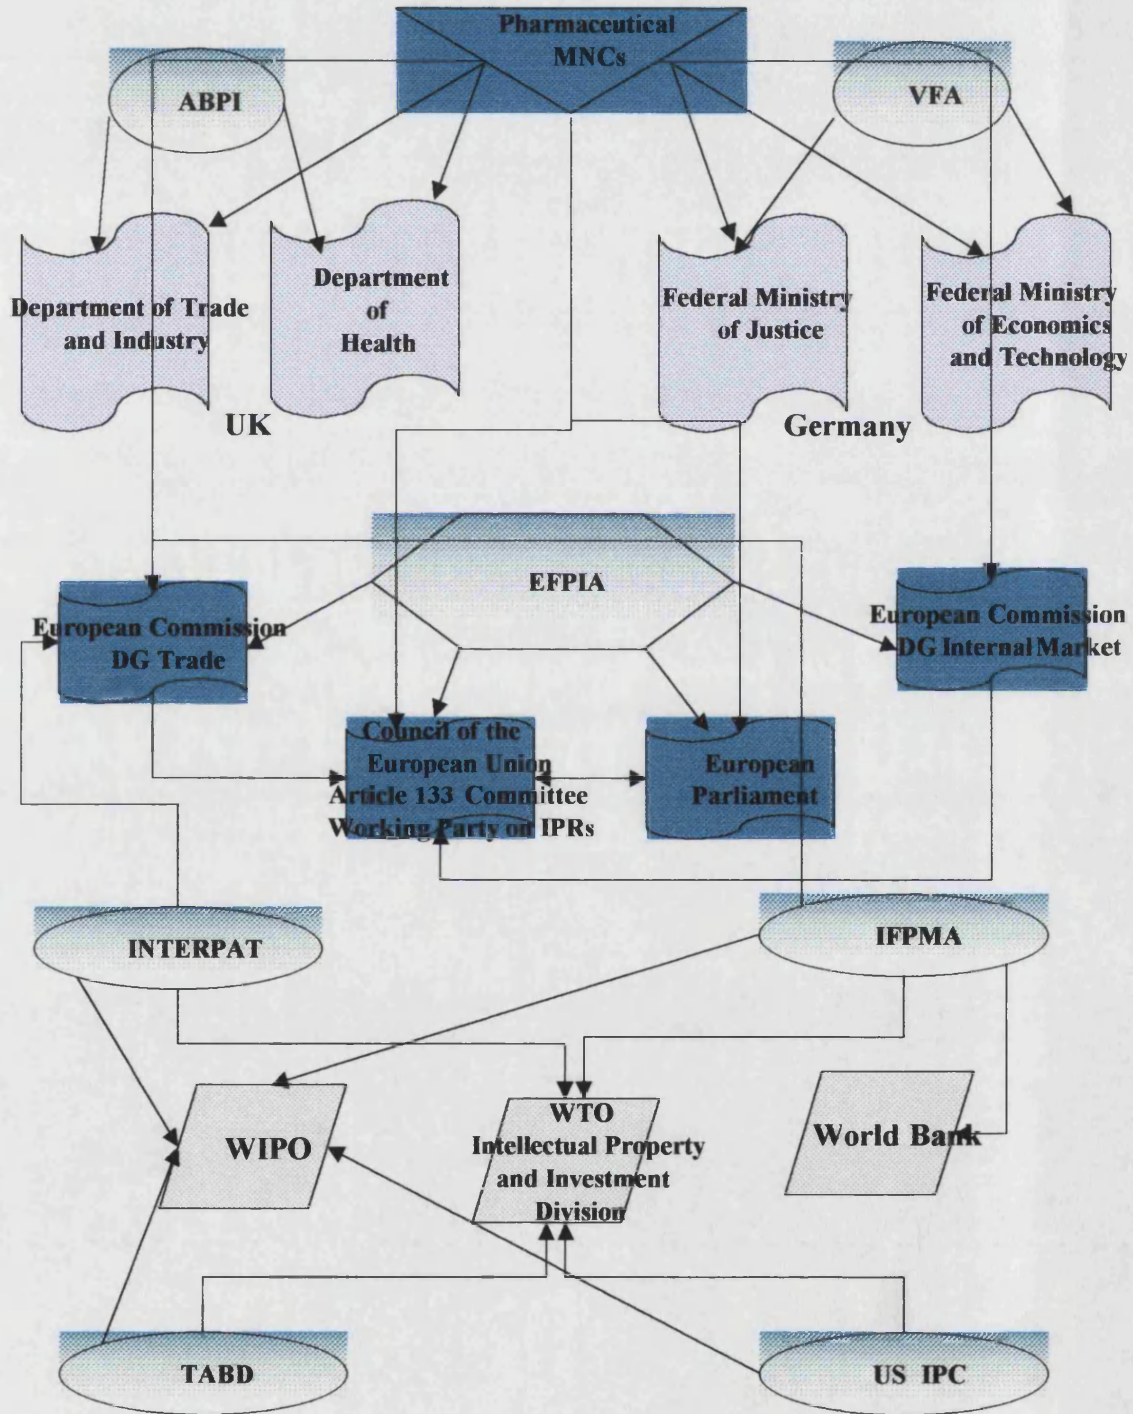 Pharmaceutical
MNCs
ABPI
VFA
Department of Trade
and Industry
Department
of
Health
Federal Ministry
of Justice
Federal Ministry
of Economics
and Technology
UK
Germany
EFPIA
European Commission
DG Trade
European Commission
DG Internal Market
Council of the
European Union
Article 133 Committee
Working Party on IPRs
European
Parliament
INTERPAT
IFPMA
WIPO
WTO
Intellectual Property
and Investment
Division
World Bank
TABD
US IPC